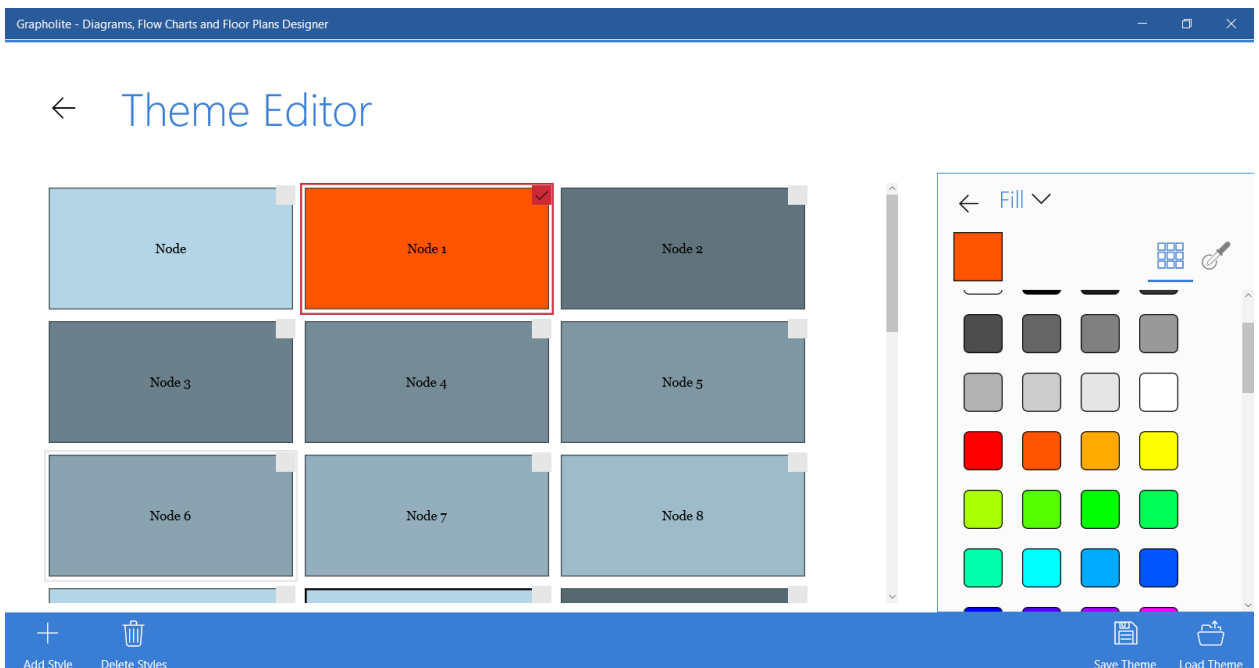 Grapholite - Diagrams, Flow Charts and Floor Plans Designer
Theme Editor
Fill
Node
Node 1
Node 2
Node 3
Node 4
Node 5
Node 6
Node 7
Node 8
Add Style
Delete Styles
Save Theme
Load Theme